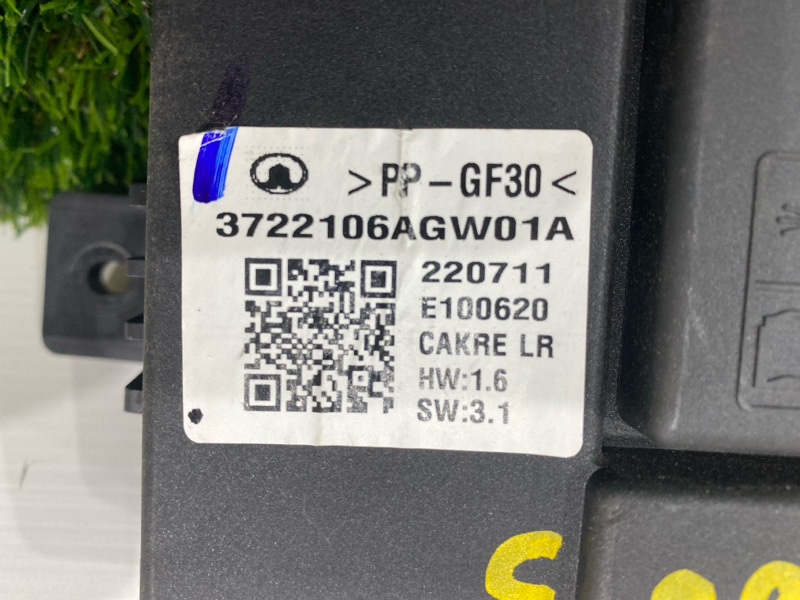 >PP-GF30<
3722106AGW01A
220711
E100620
CAKRE LR
HW:1.6
SW:3.1